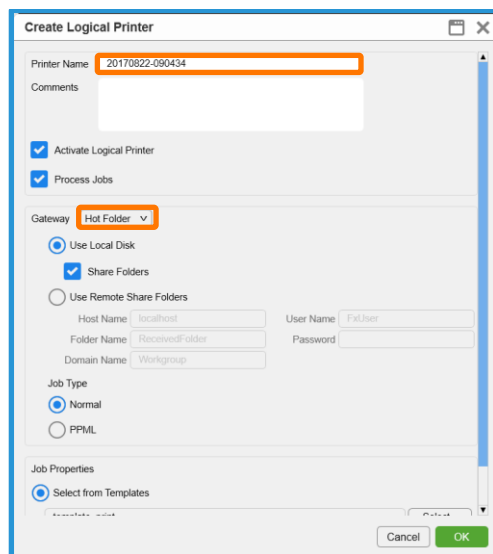 Create Logical Printer
Printer Name 20170822-090434
Comments
Activate Logical Printer
Process Jobs
Gateway Hot Folder
Use Local Disk
Share Folders
Use Remote Share Folders
Host Name localhost User Name FxUser
Folder Name ReceivedFolder Password
Domain Name Workgroup
Job Type
Normal
PPML
Job Properties
Select from Templates
Cancel OK